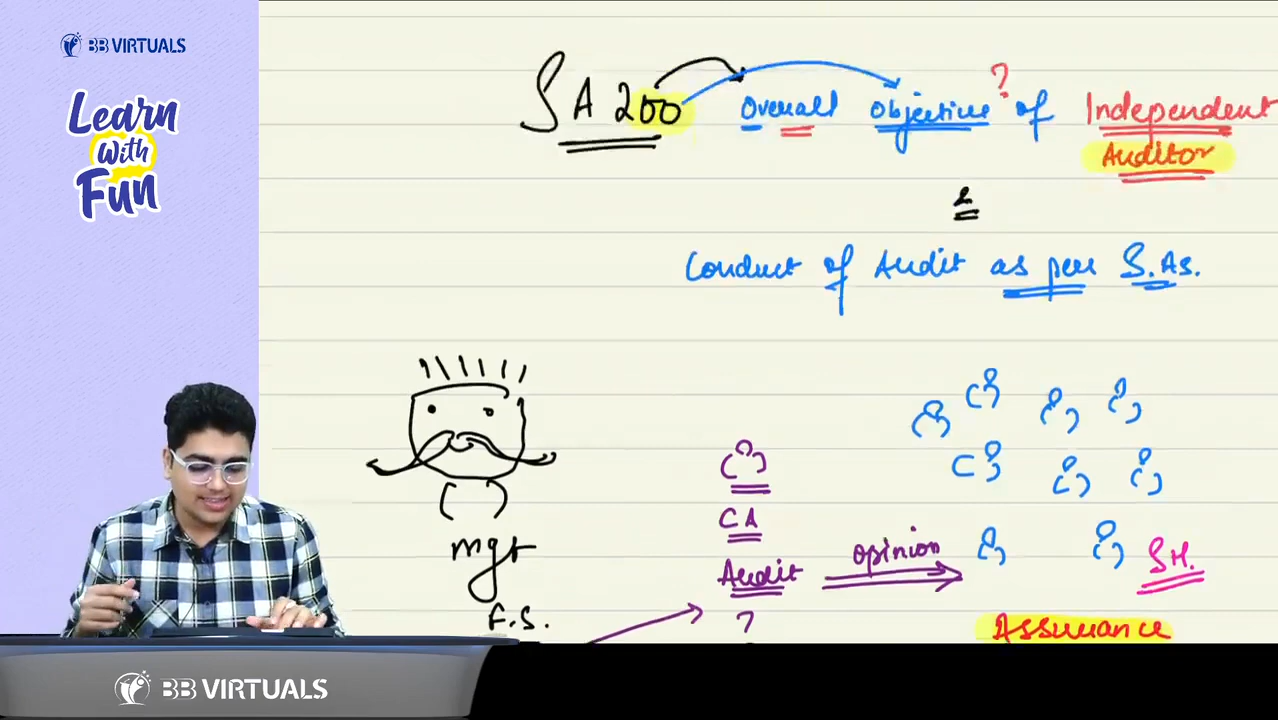 BB VIRTUALS
Learn
With
Fun
SA 200 Overall Objective ? of Independent
Auditor
&
Conduct of Audit as per S.As.
CA
mgt
Audit
opinion
S.H.
F.S.
?
Assurance
BB VIRTUALS